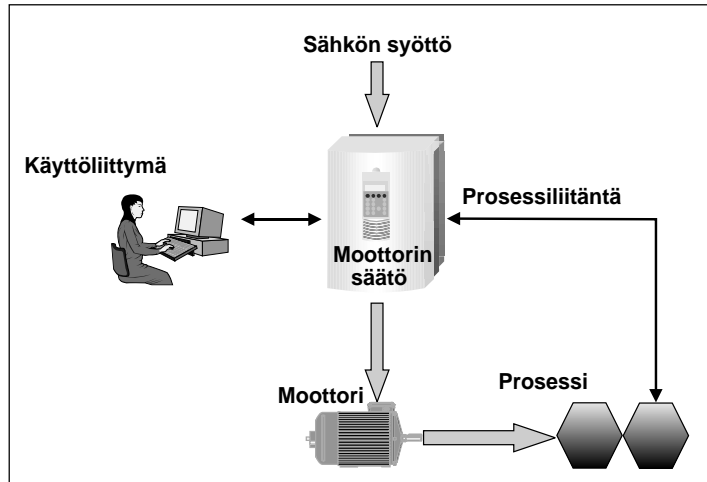 Sähkön syöttö
Käyttöliittymä
Prosessiliitäntä
Moottorin
säätö
Moottori
Prosessi